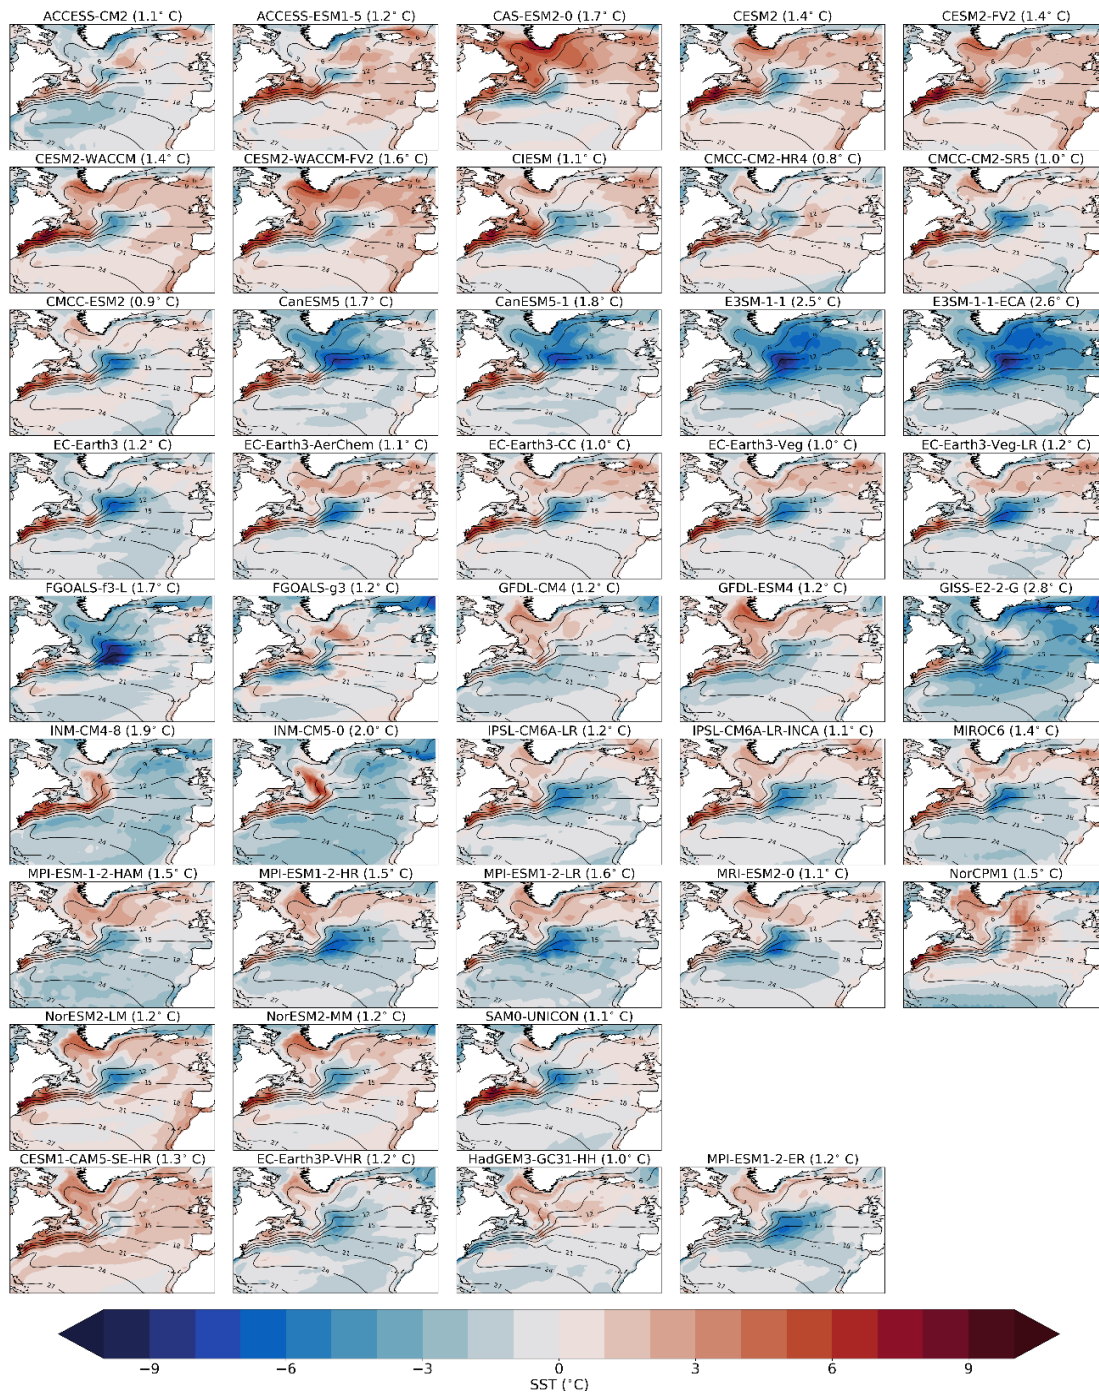 ACCESS-CM2 (1.1° C) ACCESS-ESM1-5 (1.2° C) CAS-ESM2-0 (1.7° C) CESM2 (1.4° C) CESM2-FV2 (1.4° C)
CESM2-WACCM (1.4° C) CESM2-WACCM-FV2 (1.6° C) CIESM (1.1° C) CMCC-CM2-HR4 (0.8° C) CMCC-CM2-SR5 (1.0° C)
CMCC-ESM2 (0.9° C) CanESM5 (1.7° C) CanESM5-1 (1.8° C) E3SM-1-1 (2.5° C) E3SM-1-1-ECA (2.6° C)
EC-Earth3 (1.2° C) EC-Earth3-AerChem (1.1° C) EC-Earth3-CC (1.0° C) EC-Earth3-Veg (1.0° C) EC-Earth3-Veg-LR (1.2° C)
FGOALS-f3-L (1.7° C) FGOALS-g3 (1.2° C) GFDL-CM4 (1.2° C) GFDL-ESM4 (1.2° C) GISS-E2-2-G (2.8° C)
INM-CM4-8 (1.9° C) INM-CM5-0 (2.0° C) IPSL-CM6A-LR (1.2° C) IPSL-CM6A-LR-INCA (1.1° C) MIROC6 (1.4° C)
MPI-ESM-1-2-HAM (1.5° C) MPI-ESM1-2-HR (1.5° C) MPI-ESM1-2-LR (1.6° C) MRI-ESM2-0 (1.1° C) NorCPM1 (1.5° C)
NorESM2-LM (1.2° C) NorESM2-MM (1.2° C) SAM0-UNICON (1.1° C)
CESM1-CAM5-SE-HR (1.3° C) EC-Earth3P-VHR (1.2° C) HadGEM3-GC31-HH (1.0° C) MPI-ESM1-2-ER (1.2° C)
−9 −6 −3 0 3 6 9
SST (°C)